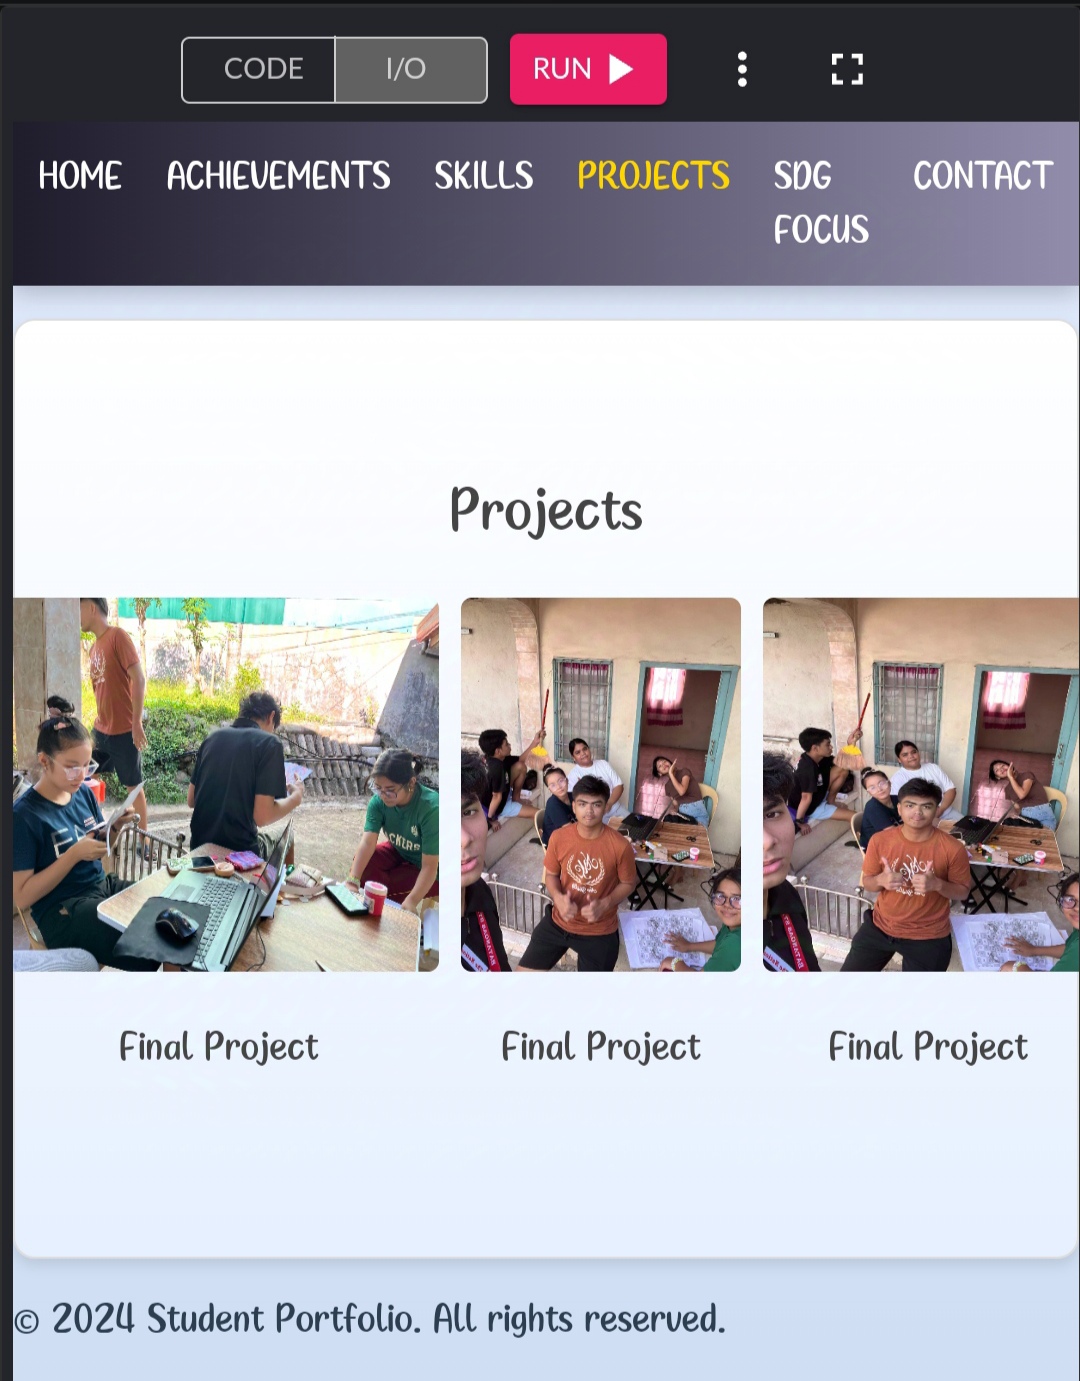 CODE I/O RUN
HOME ACHIEVEMENTS SKILLS PROJECTS SDG FOCUS CONTACT
Projects
Final Project Final Project Final Project
© 2024 Student Portfolio. All rights reserved.